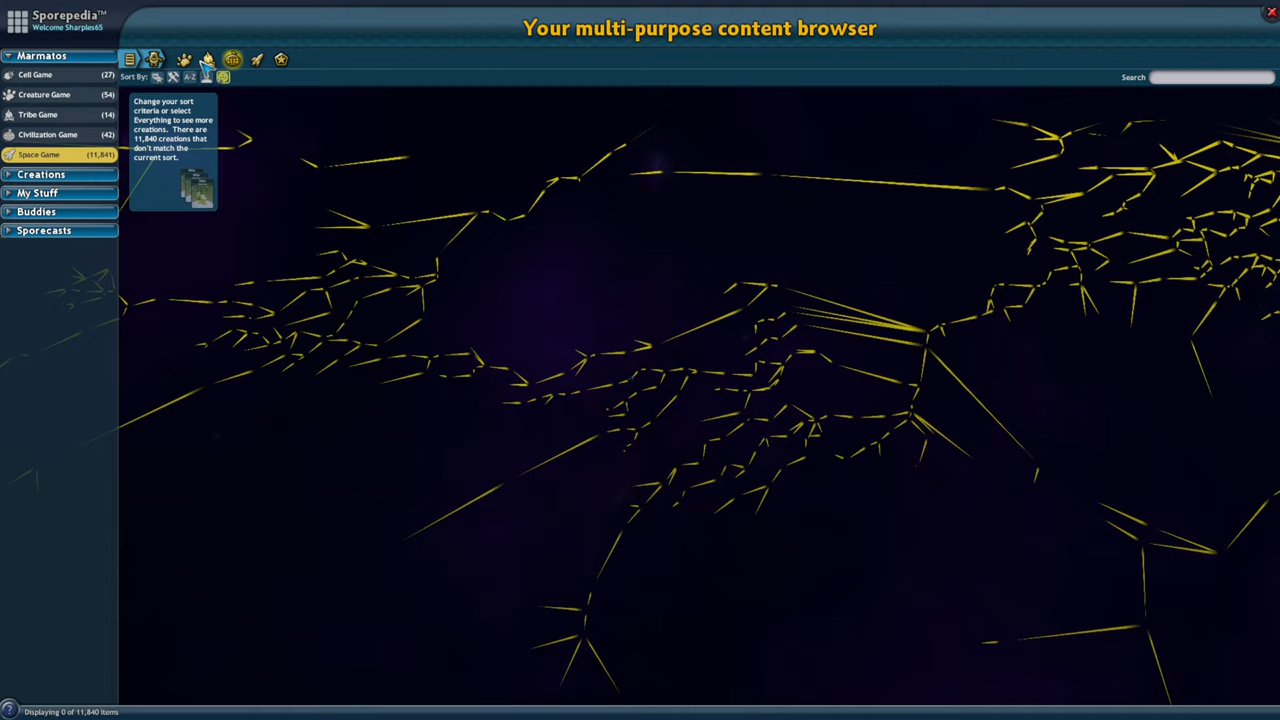 Sporepedia™
Welcome Sharples65
Your multi-purpose content browser
Marmatos
Cell Game (27)
Creature Game (54)
Tribe Game (14)
Civilization Game (42)
Space Game (11,841)
Creations
My Stuff
Buddies
Sporecasts
Sort By:
A-Z
Search
Change your sort
criteria or select
Everything to see more
creations. There are
11,840 creations that
don't match the
current sort.
? Displaying 0 of 11,840 items